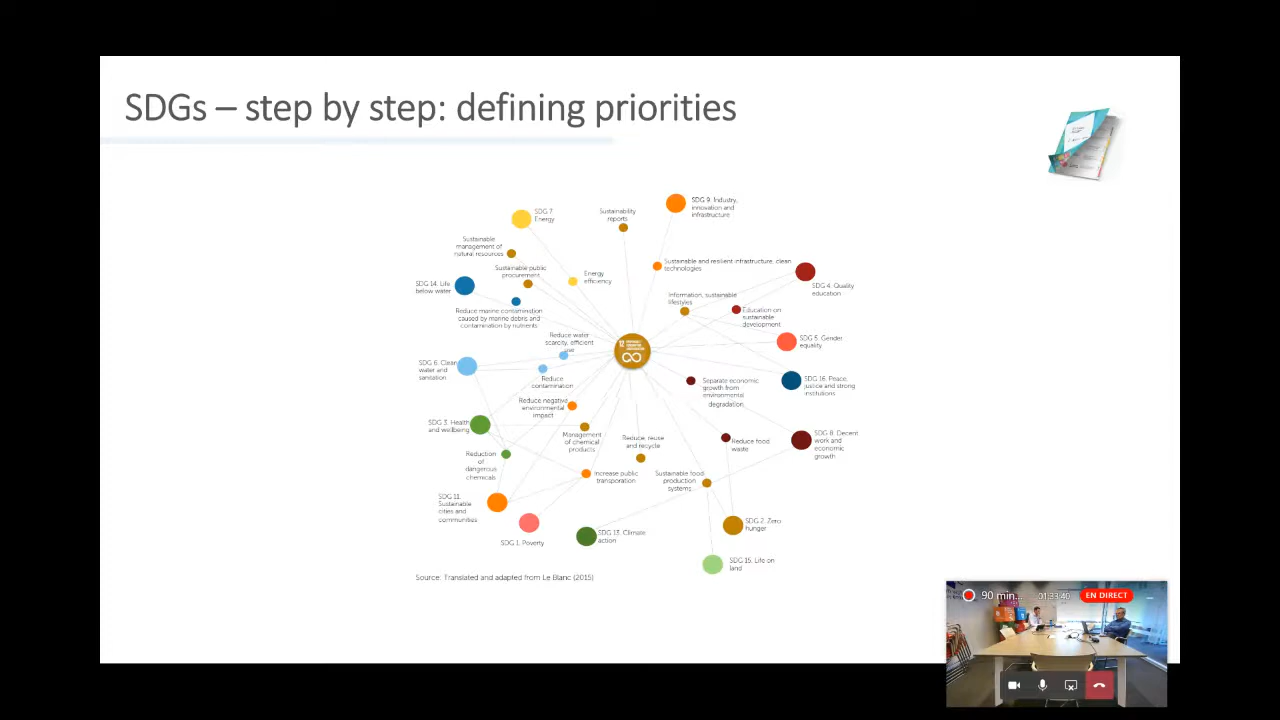 SDGs – step by step: defining priorities
SDG 7
Energy
Sustainability
reports
SDG 9. Industry,
innovation and
infrastructure
Sustainable
management of
natural resources
Sustainable public
procurement
Energy
efficiency
Sustainable and resilient infrastructure, clean
technologies
SDG 14. Life
below water
Information, sustainable
lifestyles
SDG 4. Quality
education
Reduce marine contamination
caused by marine debris and
contamination by nutrients
Education on
sustainable
development
Reduce water
scarcity, efficient
use
12
SDG 5. Gender
equality
SDG 6. Clean
water and
sanitation
Reduce
contamination
Separate economic
growth from
environmental
degradation
SDG 16. Peace,
justice and strong
institutions
Reduce negative
environmental
impact
SDG 3. Health
and wellbeing
Management
of chemical
products
Reduce, reuse
and recycle
Reduce food
waste
SDG 8. Decent
work and
economic
growth
Reduction
of
dangerous
chemicals
Increase public
transporation
Sustainable food
production
systems
SDG 11.
Sustainable
cities and
communities
SDG 1. Poverty
SDG 13. Climate
action
SDG 2. Zero
hunger
SDG 15. Life on
land
Source: Translated and adapted from Le Blanc (2015)
90 min...
01:33:40
EN DIRECT